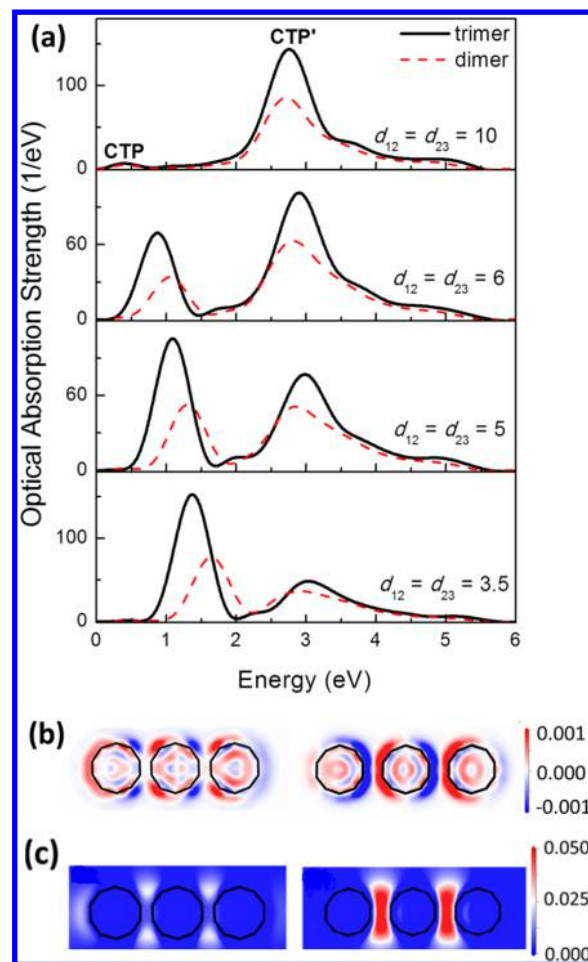 (a)
CTP'
trimer
dimer
CTP
d12 = d23 = 10
d12 = d23 = 6
d12 = d23 = 5
d12 = d23 = 3.5
Optical Absorption Strength (1/eV)
100
0
60
0
60
0
100
0
0 1 2 3 4 5 6
Energy (eV)
(b)
0.001
0.000
-0.001
(c)
0.050
0.025
0.000